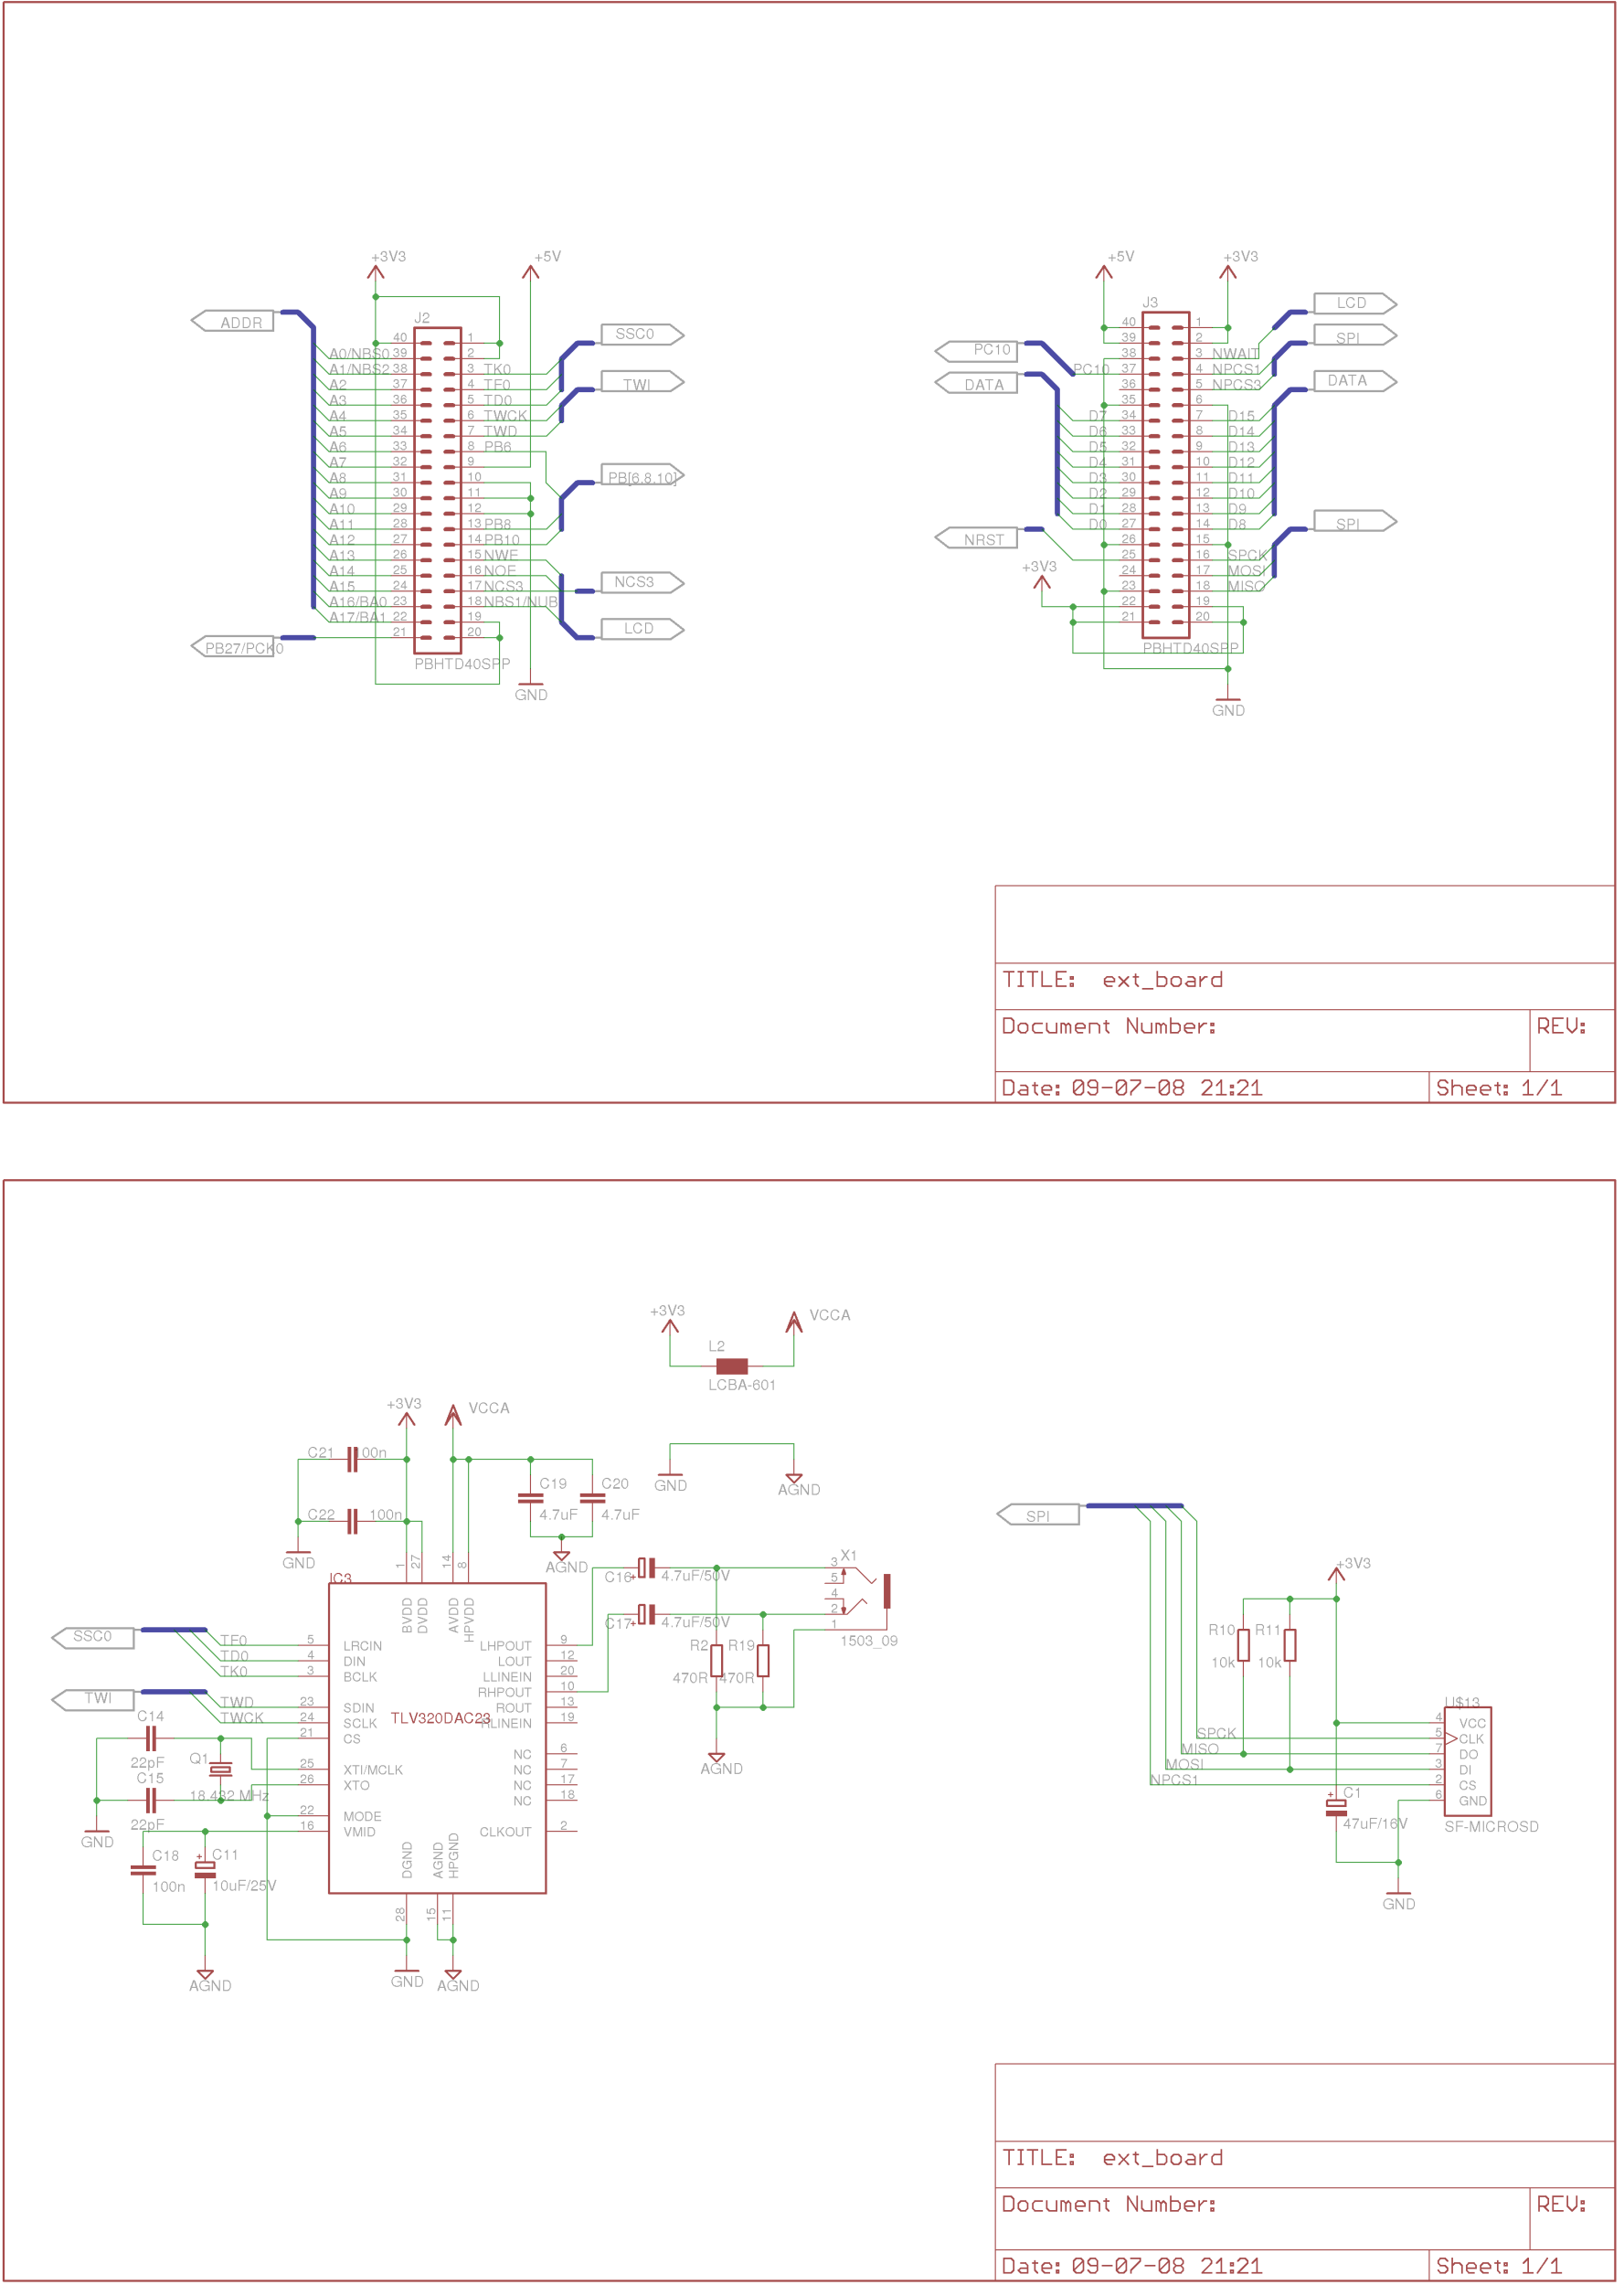 +3V3
+5V
+5V
+3V3
ADDR
J2
SSC0
TWI
PB[6,8,10]
NCS3
LCD
PB27/PCK0
40 1
A0/NBS0 39 2
A1/NBS2 38 3 TK0
A2 37 4 TF0
A3 36 5 TD0
A4 35 6 TWCK
A5 34 7 TWD
A6 33 8 PB6
A7 32 9
A8 31 10
A9 30 11
A10 29 12
A11 28 13 PB8
A12 27 14 PB10
A13 26 15 NWE
A14 25 16 NOE
A15 24 17 NCS3
A16/BA0 23 18 NBS1/NUB
A17/BA1 22 19
21 20
PBHTD40SPP
GND
J3
LCD
SPI
DATA
SPI
PC10
DATA
NRST
+3V3
40 1
39 2
38 3 NWAIT
PC10 37 4 NPCS1
36 5 NPCS3
35 6
D7 34 7 D15
D6 33 8 D14
D5 32 9 D13
D4 31 10 D12
D3 30 11 D11
D2 29 12 D10
D1 28 13 D9
D0 27 14 D8
26 15
25 16 SPCK
24 17 MOSI
23 18 MISO
22 19
21 20
PBHTD40SPP
GND
TITLE: ext_board
Document Number:
REV:
Date: 09-07-08 21:21
Sheet: 1/1
+3V3
VCCA
L2
LCBA-601
GND
AGND
+3V3
VCCA
C21 100n
C22 100n
GND
C19
4.7uF
C20
4.7uF
AGND
IC3
1
27
14
8
BVDD
DVDD
AVDD
HPVDD
SSC0
TF0 5 LRCIN
TD0 4 DIN
TK0 3 BCLK
TWI
TWD 23 SDIN
TWCK 24 SCLK
21 CS
25 XTI/MCLK
26 XTO
22 MODE
16 VMID
TLV320DAC23
LHPOUT 9
LOUT 12
LLINEIN 20
RHPOUT 10
ROUT 13
RLINEIN 19
NC 6
NC 7
NC 17
NC 18
CLKOUT 2
DGND
AGND
HPGND
28
15
11
GND
AGND
C14
22pF
C15
22pF
Q1
18.432 MHz
GND
C18
100n
C11
10uF/25V
AGND
C16 4.7uF/50V
C17 4.7uF/50V
R2
470R
R19
470R
AGND
X1
3
5
4
2
1
1503_09
SPI
+3V3
R10
10k
R11
10k
SPCK
MISO
MOSI
NPCS1
U$13
4 VCC
5 CLK
7 DO
3 DI
2 CS
6 GND
SF-MICROSD
C1
47uF/16V
GND
TITLE: ext_board
Document Number:
REV:
Date: 09-07-08 21:21
Sheet: 1/1